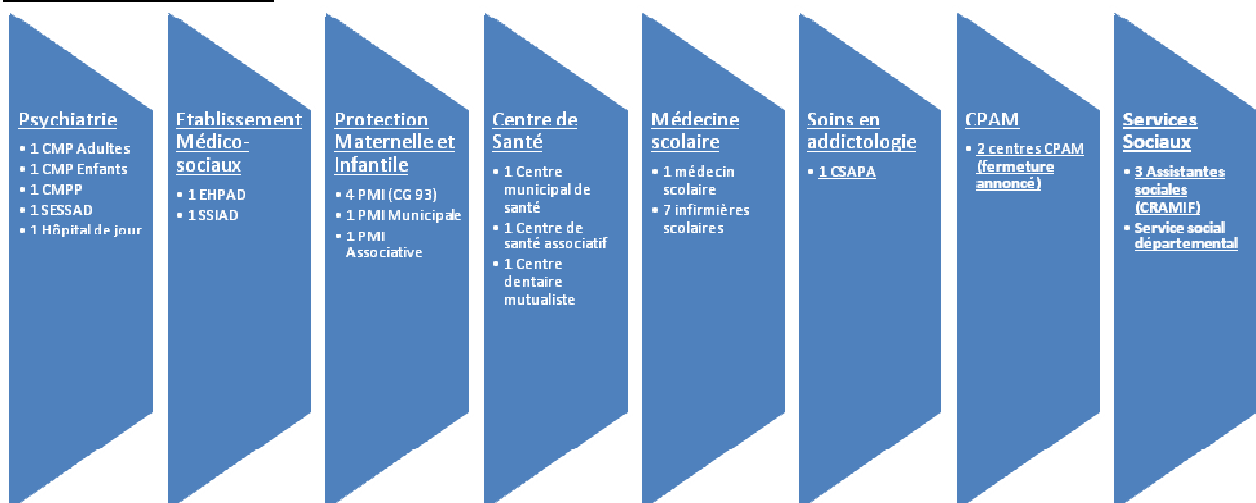 Psychiatrie
• 1 CMP Adultes
• 1 CMP Enfants
• 1 CMPP
• 1 SESSAD
• 1 Hôpital de jour
Etablissement
Médico-
sociaux
• 1 EHPAD
• 1 SSIAD
Protection
Maternelle et
Infantile
• 4 PMI (CG 93)
• 1 PMI Municipale
• 1 PMI
Associative
Centre de
Santé
• 1 Centre
municipal de
santé
• 1 Centre de
santé associatif
• 1 Centre
dentaire
mutualiste
Médecine
scolaire
• 1 médecin
scolaire
• 7 infirmières
scolaires
Soins en
addictologie
• 1 CSAPA
CPAM
• 2 centres CPAM
(fermeture
annoncé)
Services
Sociaux
• 3 Assistantes
sociales
(CRAMIF)
• Service social
départemental